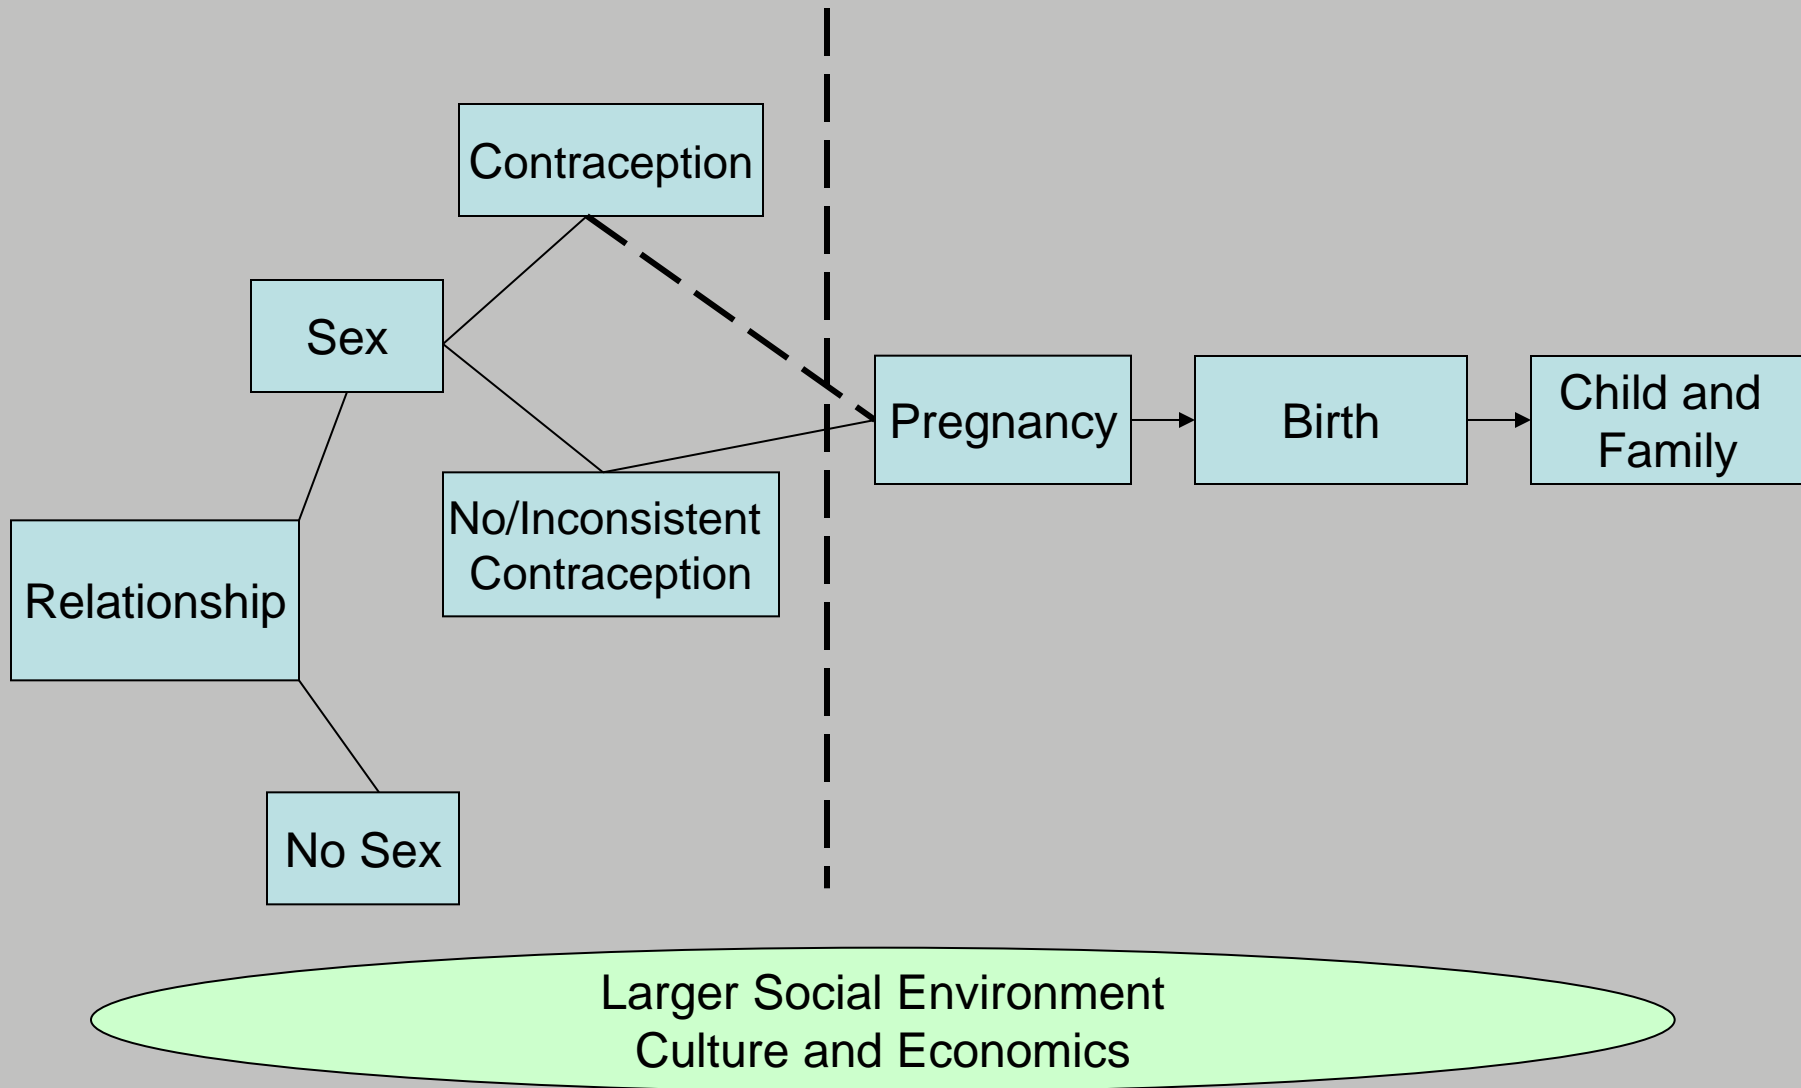 Contraception
Sex
Pregnancy
Birth
Child and
Family
No/Inconsistent
Contraception
Relationship
No Sex
Larger Social Environment
Culture and Economics